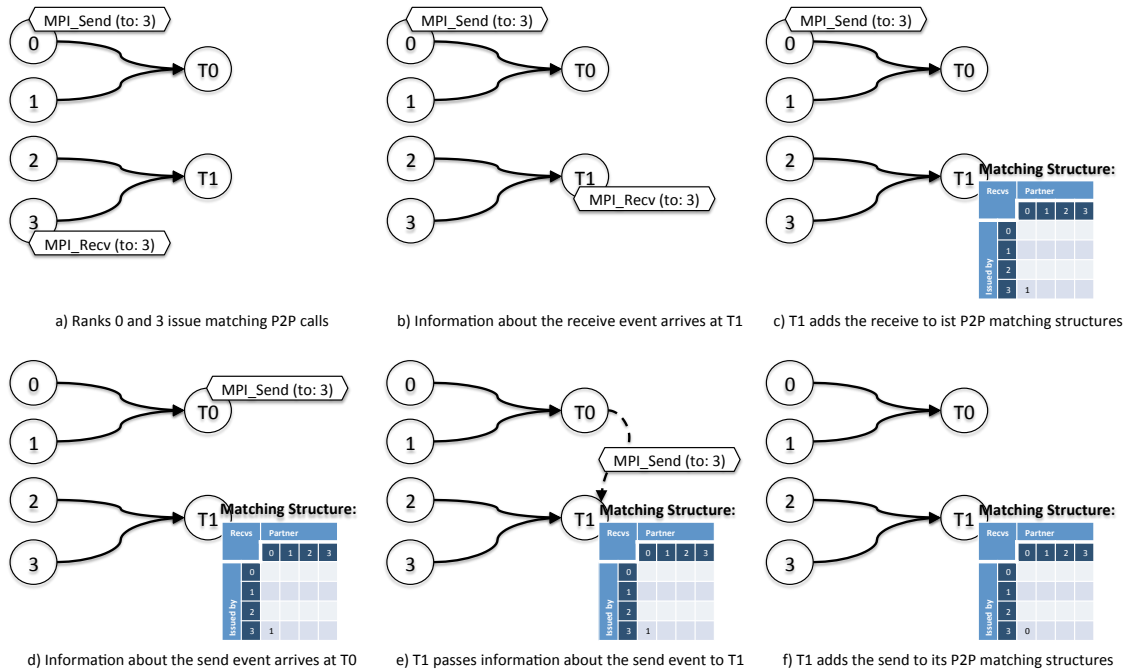 MPI_Send (to: 3)
0
1
2
3
T0
T1
MPI_Recv (to: 3)
a) Ranks 0 and 3 issue matching P2P calls
MPI_Send (to: 3)
0
1
2
3
T0
T1
MPI_Recv (to: 3)
b) Information about the receive event arrives at T1
MPI_Send (to: 3)
0
1
2
3
T0
T1
Matching Structure:
Recvs Partner
0 1 2 3
Issued by
0
1
2
3 1
c) T1 adds the receive to ist P2P matching structures
0
1
2
3
MPI_Send (to: 3)
T0
T1
Matching Structure:
Recvs Partner
0 1 2 3
Issued by
0
1
2
3 1
d) Information about the send event arrives at T0
0
1
2
3
T0
MPI_Send (to: 3)
T1
Matching Structure:
Recvs Partner
0 1 2 3
Issued by
0
1
2
3 1
e) T1 passes information about the send event to T1
0
1
2
3
T0
T1
Matching Structure:
Recvs Partner
0 1 2 3
Issued by
0
1
2
3 0
f) T1 adds the send to its P2P matching structures